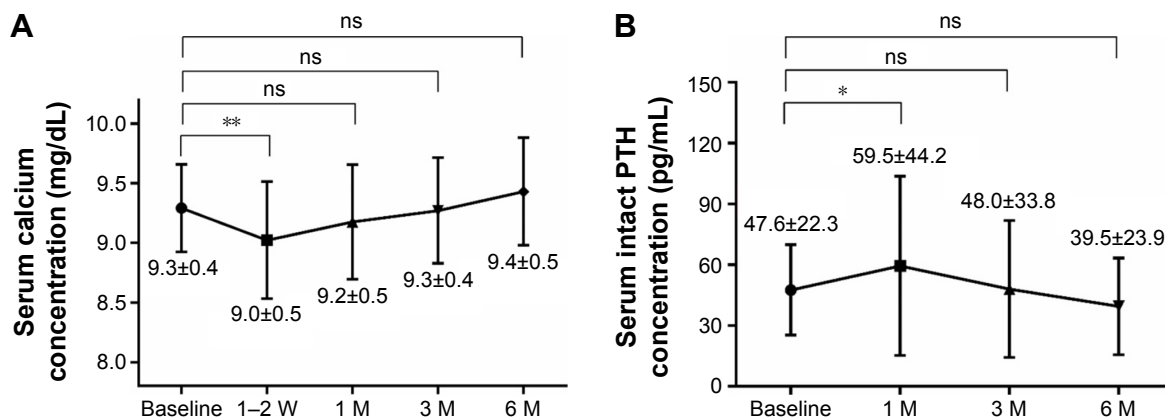 A
ns
ns
ns
**
Serum calcium
concentration (mg/dL)
10.0
9.5
9.0
8.5
8.0
9.3±0.4
9.0±0.5
9.2±0.5
9.3±0.4
9.4±0.5
Baseline
1–2 W
1 M
3 M
6 M
B
ns
ns
*
Serum intact PTH
concentration (pg/mL)
150
120
90
60
30
0
47.6±22.3
59.5±44.2
48.0±33.8
39.5±23.9
Baseline
1 M
3 M
6 M